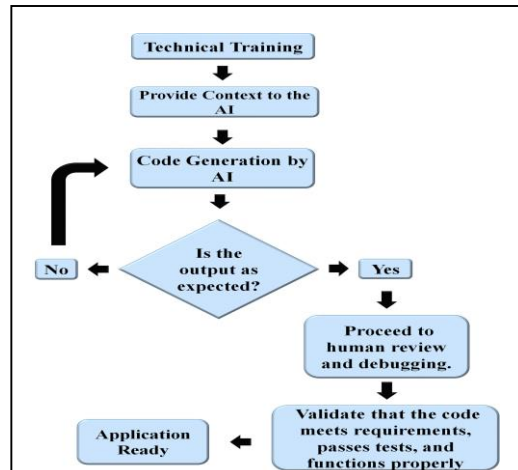 Technical Training
Provide Context to the
AI
Code Generation by
AI
Is the
output as
expected?
No
Yes
Proceed to
human review
and debugging.
Validate that the code
meets requirements,
passes tests, and
functions properly
Application
Ready